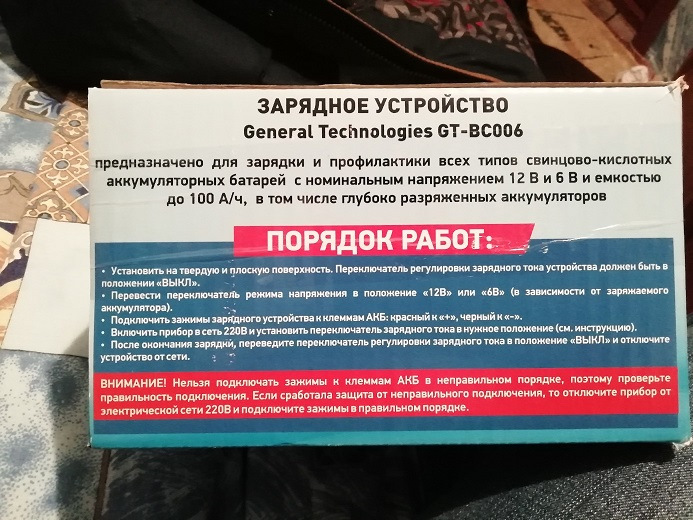 ЗАРЯДНОЕ УСТРОЙСТВО
General Technologies GT-BC006
предназначено для зарядки и профилактики всех типов свинцово-кислотных
аккумуляторных батарей с номинальным напряжением 12 В и 6 В и емкостью
до 100 А/ч, в том числе глубоко разряженных аккумуляторов
ПОРЯДОК РАБОТ:
• Установить на твердую и плоскую поверхность. Переключатель регулировки зарядного тока устройства должен быть в
положении «ВЫКЛ».
• Перевести переключатель режима напряжения в положение «12В» или «6В» (в зависимости от заряжаемого
аккумулятора).
• Подключить зажимы зарядного устройства к клеммам АКБ: красный к «+», черный к «–».
• Включить прибор в сеть 220В и установить переключатель зарядного тока в нужное положение (см. инструкцию).
• После окончания зарядки, переведите переключатель регулировки зарядного тока в положение «ВЫКЛ» и отключите
устройство от сети.
ВНИМАНИЕ! Нельзя подключать зажимы к клеммам АКБ в неправильном порядке, поэтому проверьте
правильность подключения. Если сработала защита от неправильного подключения, то отключите прибор от
электрической сети 220В и подключите зажимы в правильном порядке.